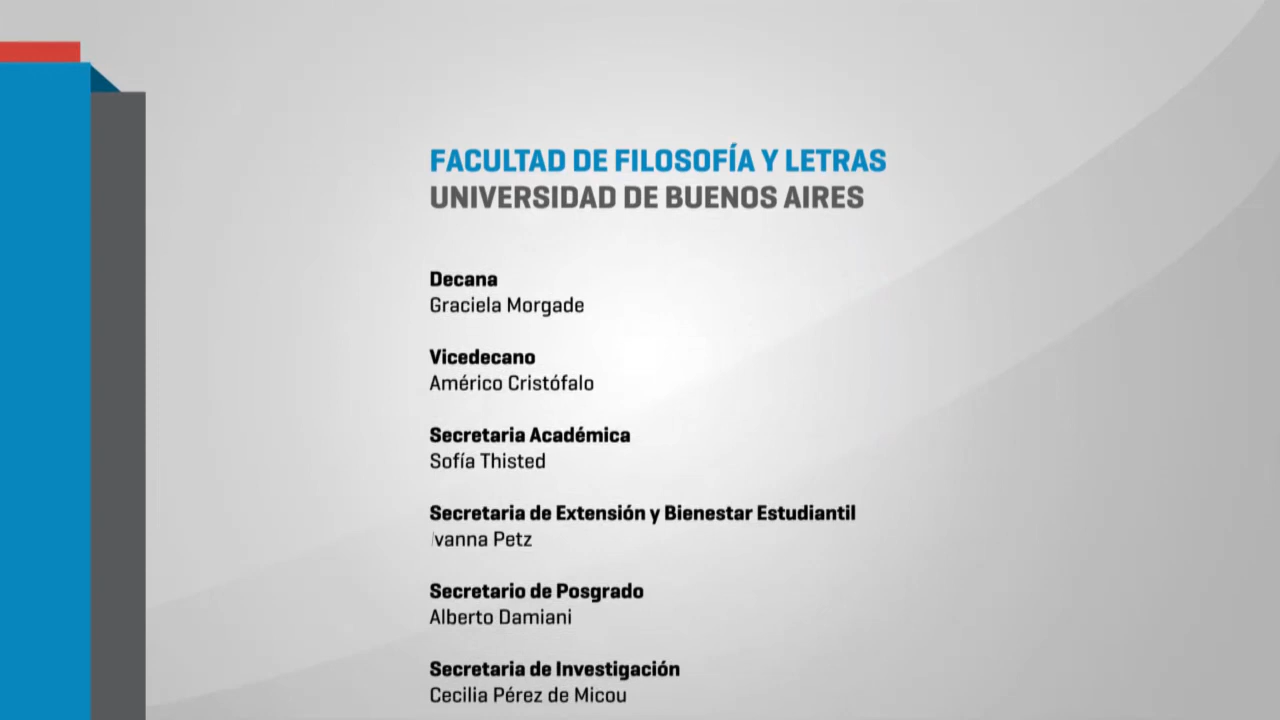 FACULTAD DE FILOSOFÍA Y LETRAS
UNIVERSIDAD DE BUENOS AIRES
Decana
Graciela Morgade
Vicedecano
Américo Cristófalo
Secretaria Académica
Sofía Thisted
Secretaria de Extensión y Bienestar Estudiantil
Ivanna Petz
Secretario de Posgrado
Alberto Damiani
Secretaria de Investigación
Cecilia Pérez de Micou